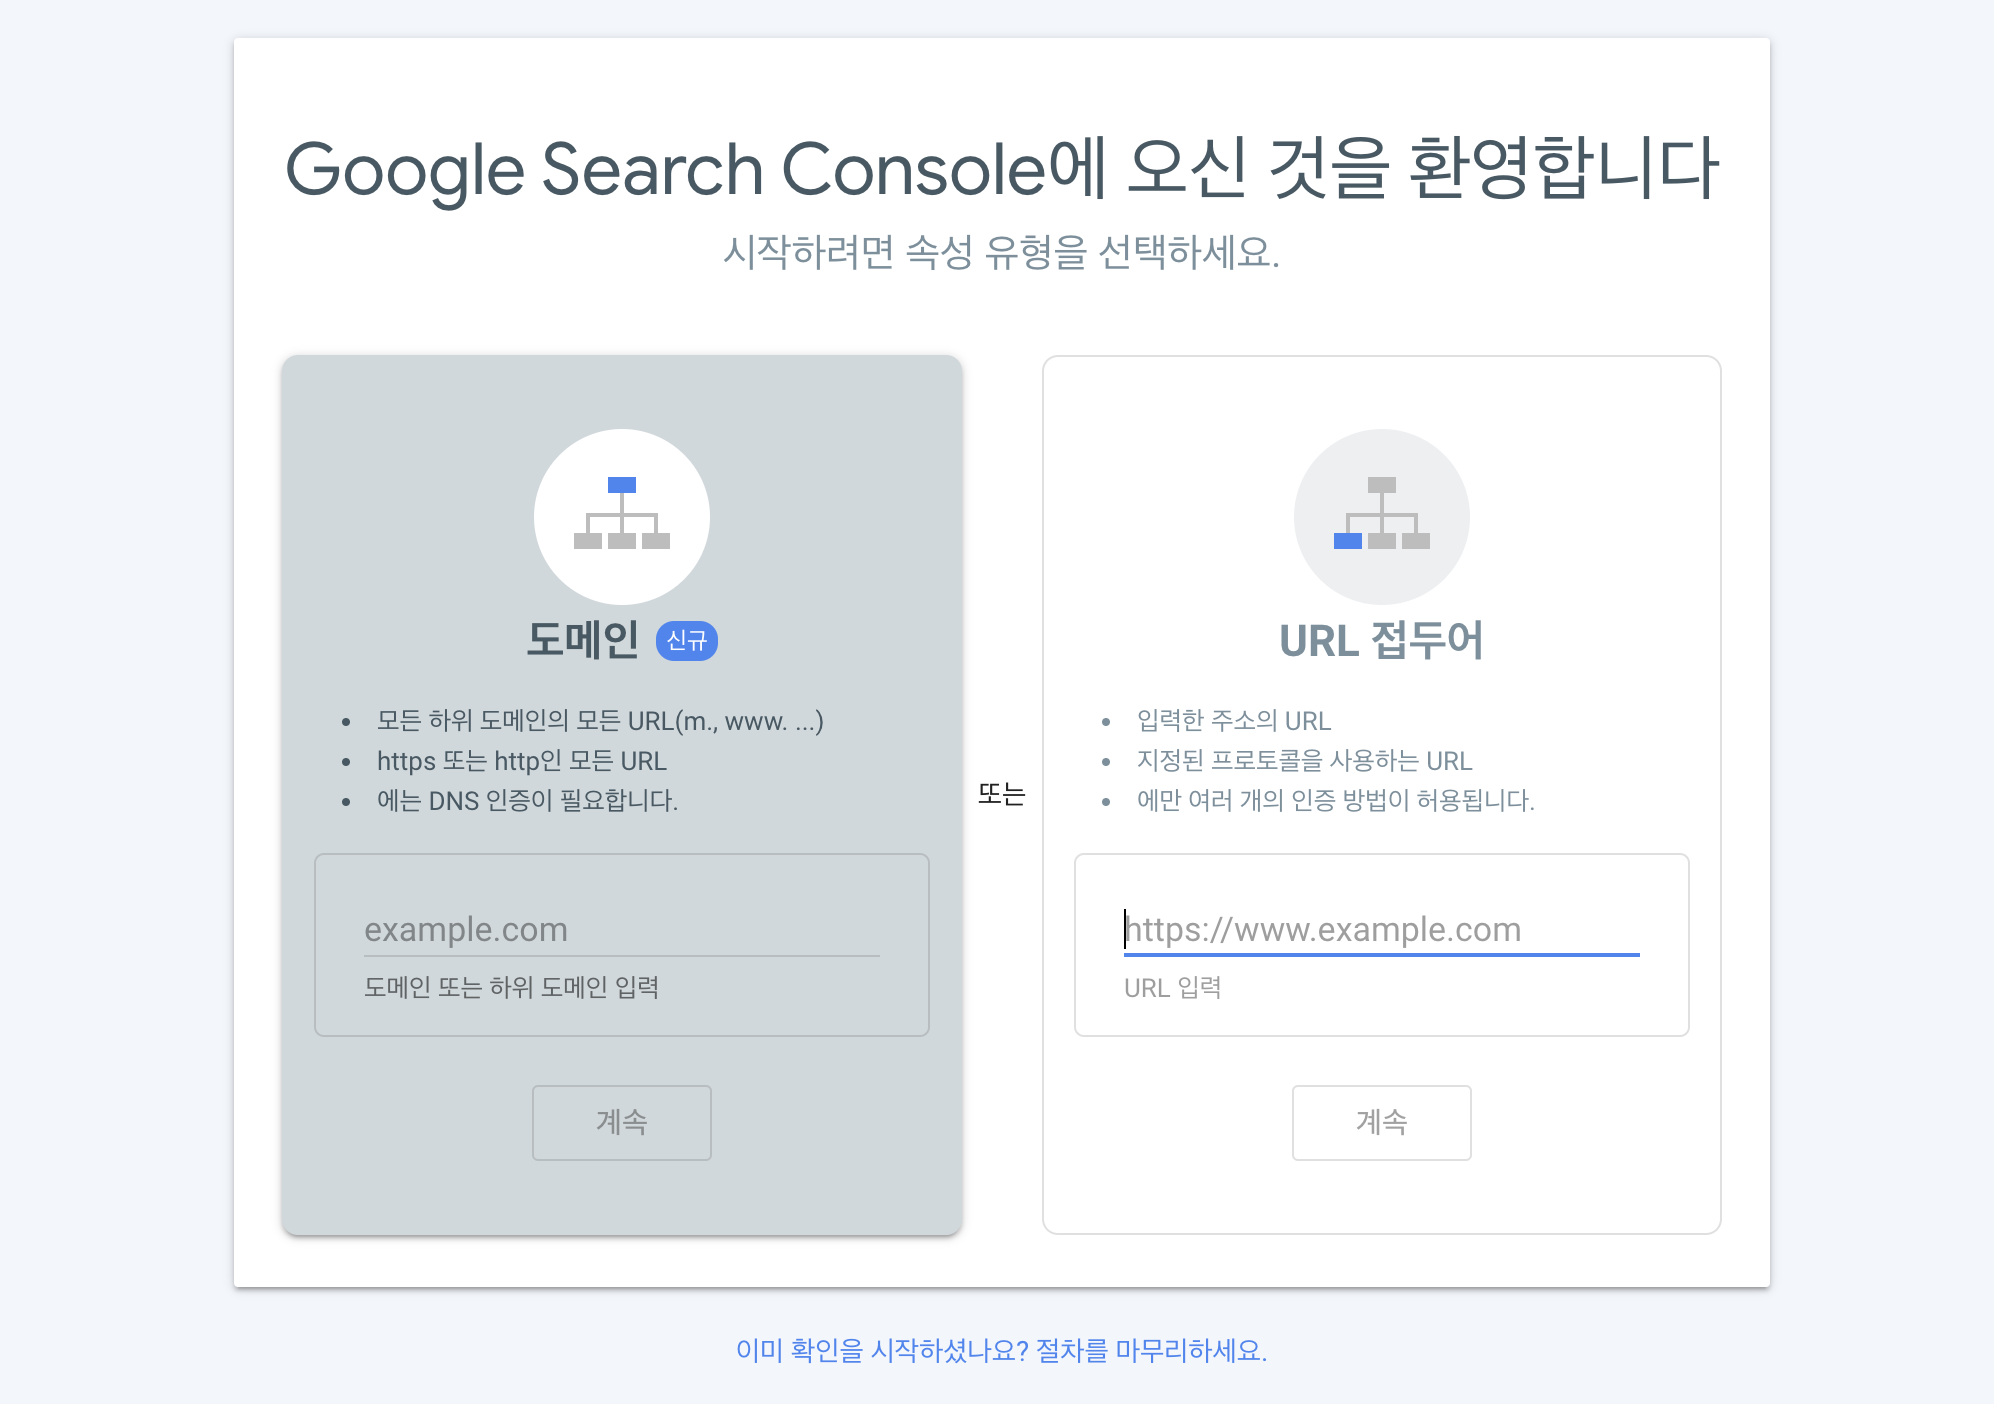 Google Search Console에 오신 것을 환영합니다
시작하려면 속성 유형을 선택하세요.
도메인 신규
• 모든 하위 도메인의 모든 URL(m., www. ...)
• https 또는 http인 모든 URL
• 에는 DNS 인증이 필요합니다.
example.com
도메인 또는 하위 도메인 입력
계속
또는
URL 접두어
• 입력한 주소의 URL
• 지정된 프로토콜을 사용하는 URL
• 에만 여러 개의 인증 방법이 허용됩니다.
https://www.example.com
URL 입력
계속
이미 확인을 시작하셨나요? 절차를 마무리하세요.